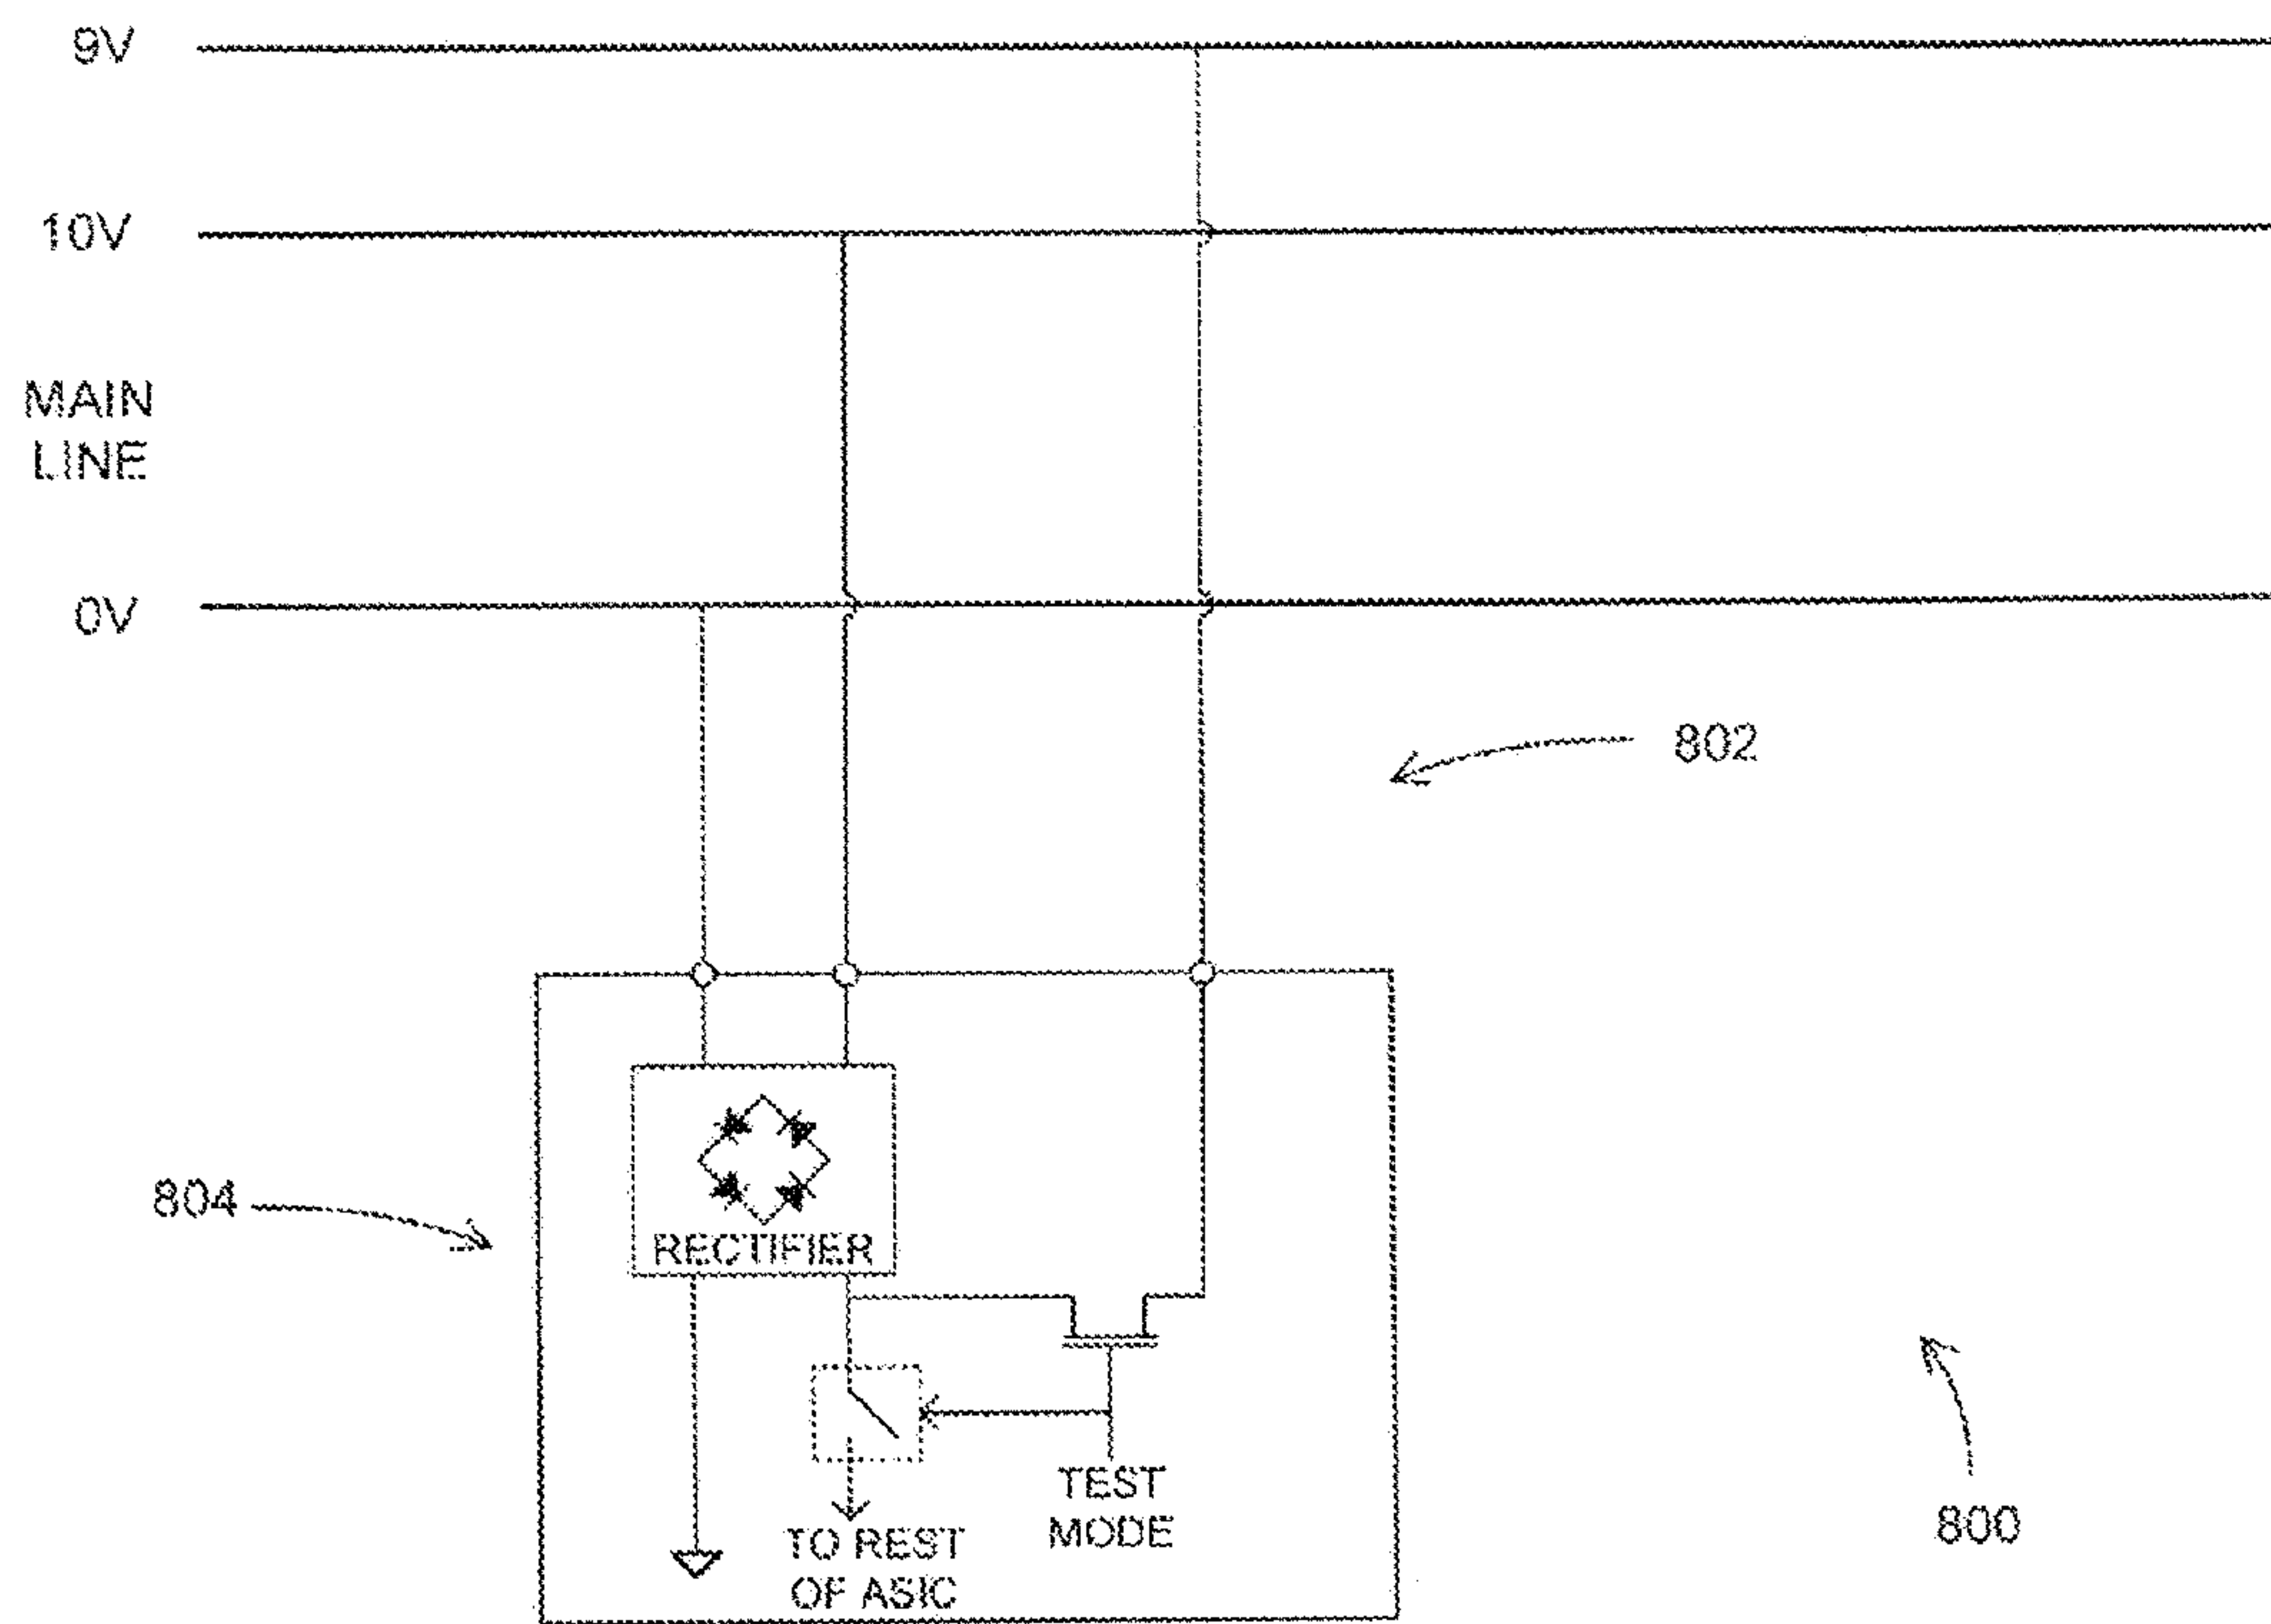 9V
10V
MAIN
LINE
0V
802
804
RECTIFIER
TEST
MODE
TO REST
OF ASIC
800